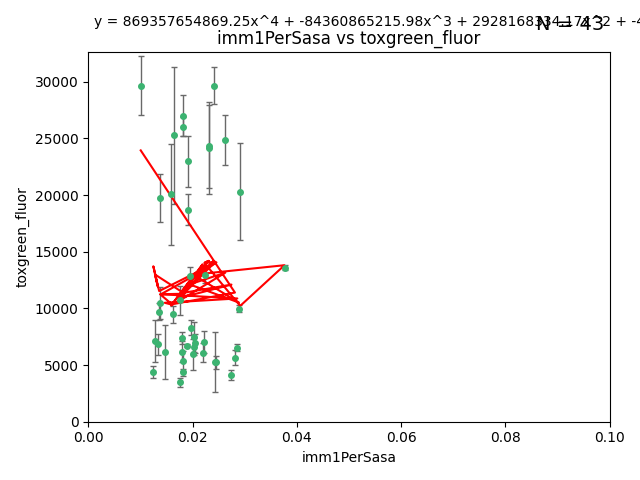 y = 869357654869.25x^4 + -84360865215.98x^3 + 2928168334.17x^2 + -4
N = 43
imm1PerSasa vs toxgreen_fluor
30000
25000
20000
15000
10000
5000
0
toxgreen_fluor
0.00 0.02 0.04 0.06 0.08 0.10
imm1PerSasa